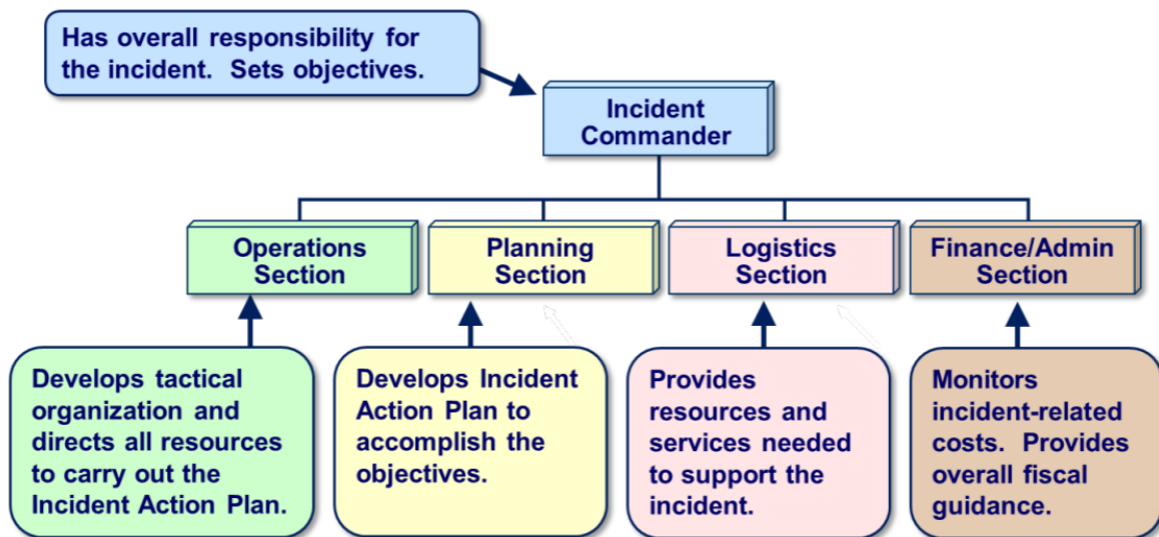 Has overall responsibility for
the incident.  Sets objectives.
Incident
Commander
Operations
Section
Planning
Section
Logistics
Section
Finance/Admin
Section
Develops tactical
organization and
directs all resources
to carry out the
Incident Action Plan.
Develops Incident
Action Plan to
accomplish the
objectives.
Provides
resources and
services needed
to support the
incident.
Monitors
incident-related
costs.  Provides
overall fiscal
guidance.